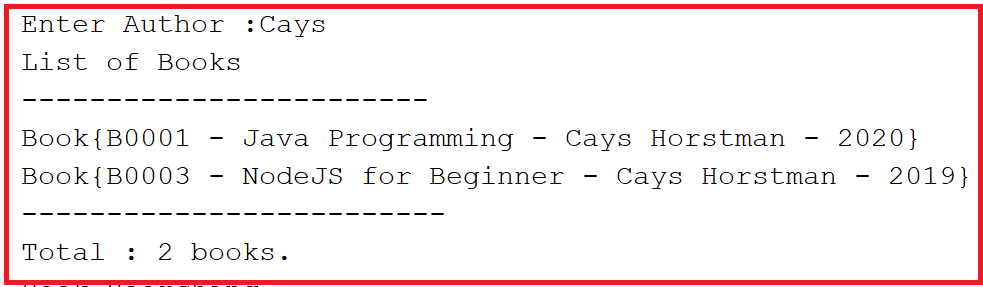 Enter Author :Cays
List of Books
------------------------
Book{B0001 - Java Programming - Cays Horstman - 2020}
Book{B0003 - NodeJS for Beginner - Cays Horstman - 2019}
-------------------------
Total : 2 books.